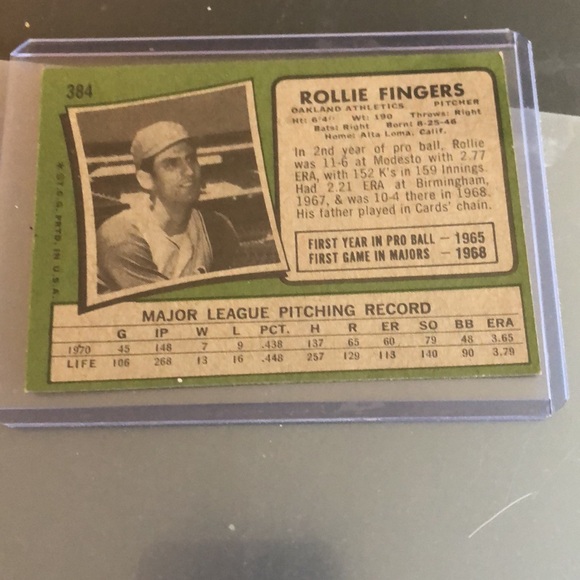 384
ROLLIE FINGERS
OAKLAND ATHLETICS PITCHER
Ht: 6'4" Wt: 190 Throws: Right
Bats: Right Born: 8-25-46
Home: Alta Loma, Calif.
In 2nd year of pro ball, Rollie
was 11-6 at Modesto with 2.77
ERA, with 152 K's in 159 Innings.
Had 2.21 ERA at Birmingham,
1967, & was 10-4 there in 1968.
His father played in Cards' chain.
FIRST YEAR IN PRO BALL — 1965
FIRST GAME IN MAJORS — 1968
© T.C.G. PRTD. IN U.S.A.
MAJOR LEAGUE PITCHING RECORD
G IP W L PCT. H R ER SO BB ERA
1970 45 148 7 9 .438 137 65 60 79 48 3.65
LIFE 106 268 13 16 .448 257 129 113 140 90 3.79